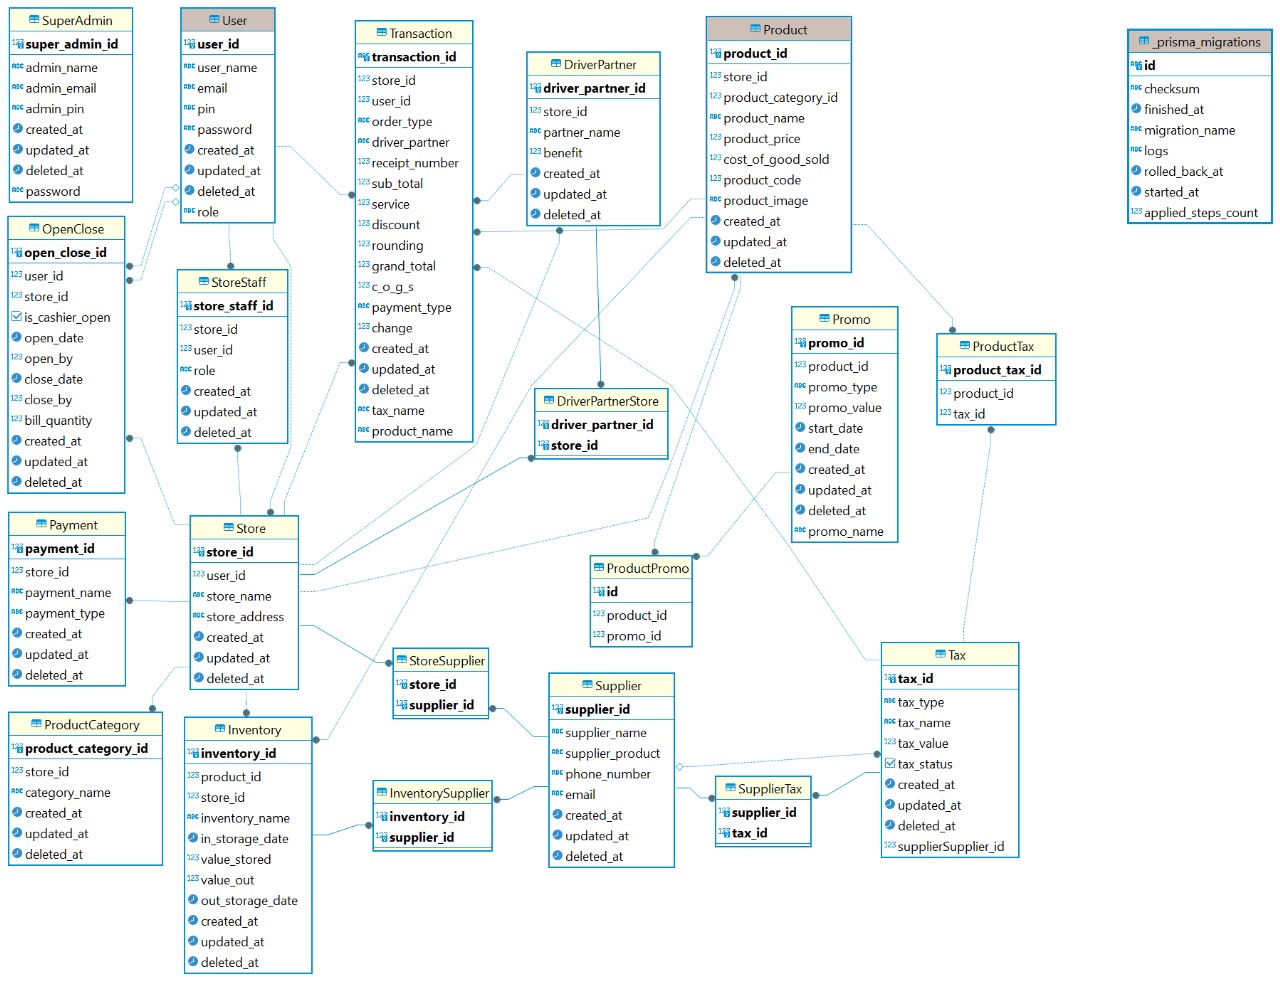 SuperAdmin
super_admin_id
admin_name
admin_email
admin_pin
created_at
updated_at
deleted_at
password
User
user_id
user_name
email
pin
password
created_at
updated_at
deleted_at
role
Transaction
transaction_id
store_id
user_id
order_type
driver_partner
receipt_number
sub_total
service
discount
rounding
grand_total
c_o_g_s
payment_type
change
created_at
updated_at
deleted_at
tax_name
product_name
DriverPartner
driver_partner_id
store_id
partner_name
benefit
created_at
updated_at
deleted_at
Product
product_id
store_id
product_category_id
product_name
product_price
cost_of_good_sold
product_code
product_image
created_at
updated_at
deleted_at
_prisma_migrations
id
checksum
finished_at
migration_name
logs
rolled_back_at
started_at
applied_steps_count
OpenClose
open_close_id
user_id
store_id
is_cashier_open
open_date
open_by
close_date
close_by
bill_quantity
created_at
updated_at
deleted_at
StoreStaff
store_staff_id
store_id
user_id
role
created_at
updated_at
deleted_at
DriverPartnerStore
driver_partner_id
store_id
Promo
promo_id
product_id
promo_type
promo_value
start_date
end_date
created_at
updated_at
deleted_at
promo_name
ProductTax
product_tax_id
product_id
tax_id
Payment
payment_id
store_id
payment_name
payment_type
created_at
updated_at
deleted_at
Store
store_id
user_id
store_name
store_address
created_at
updated_at
deleted_at
ProductPromo
id
product_id
promo_id
StoreSupplier
store_id
supplier_id
Supplier
supplier_id
supplier_name
supplier_product
phone_number
email
created_at
updated_at
deleted_at
Tax
tax_id
tax_type
tax_name
tax_value
tax_status
created_at
updated_at
deleted_at
supplierSupplier_id
ProductCategory
product_category_id
store_id
category_name
created_at
updated_at
deleted_at
Inventory
inventory_id
product_id
store_id
inventory_name
in_storage_date
value_stored
value_out
out_storage_date
created_at
updated_at
deleted_at
InventorySupplier
inventory_id
supplier_id
SupplierTax
supplier_id
tax_id